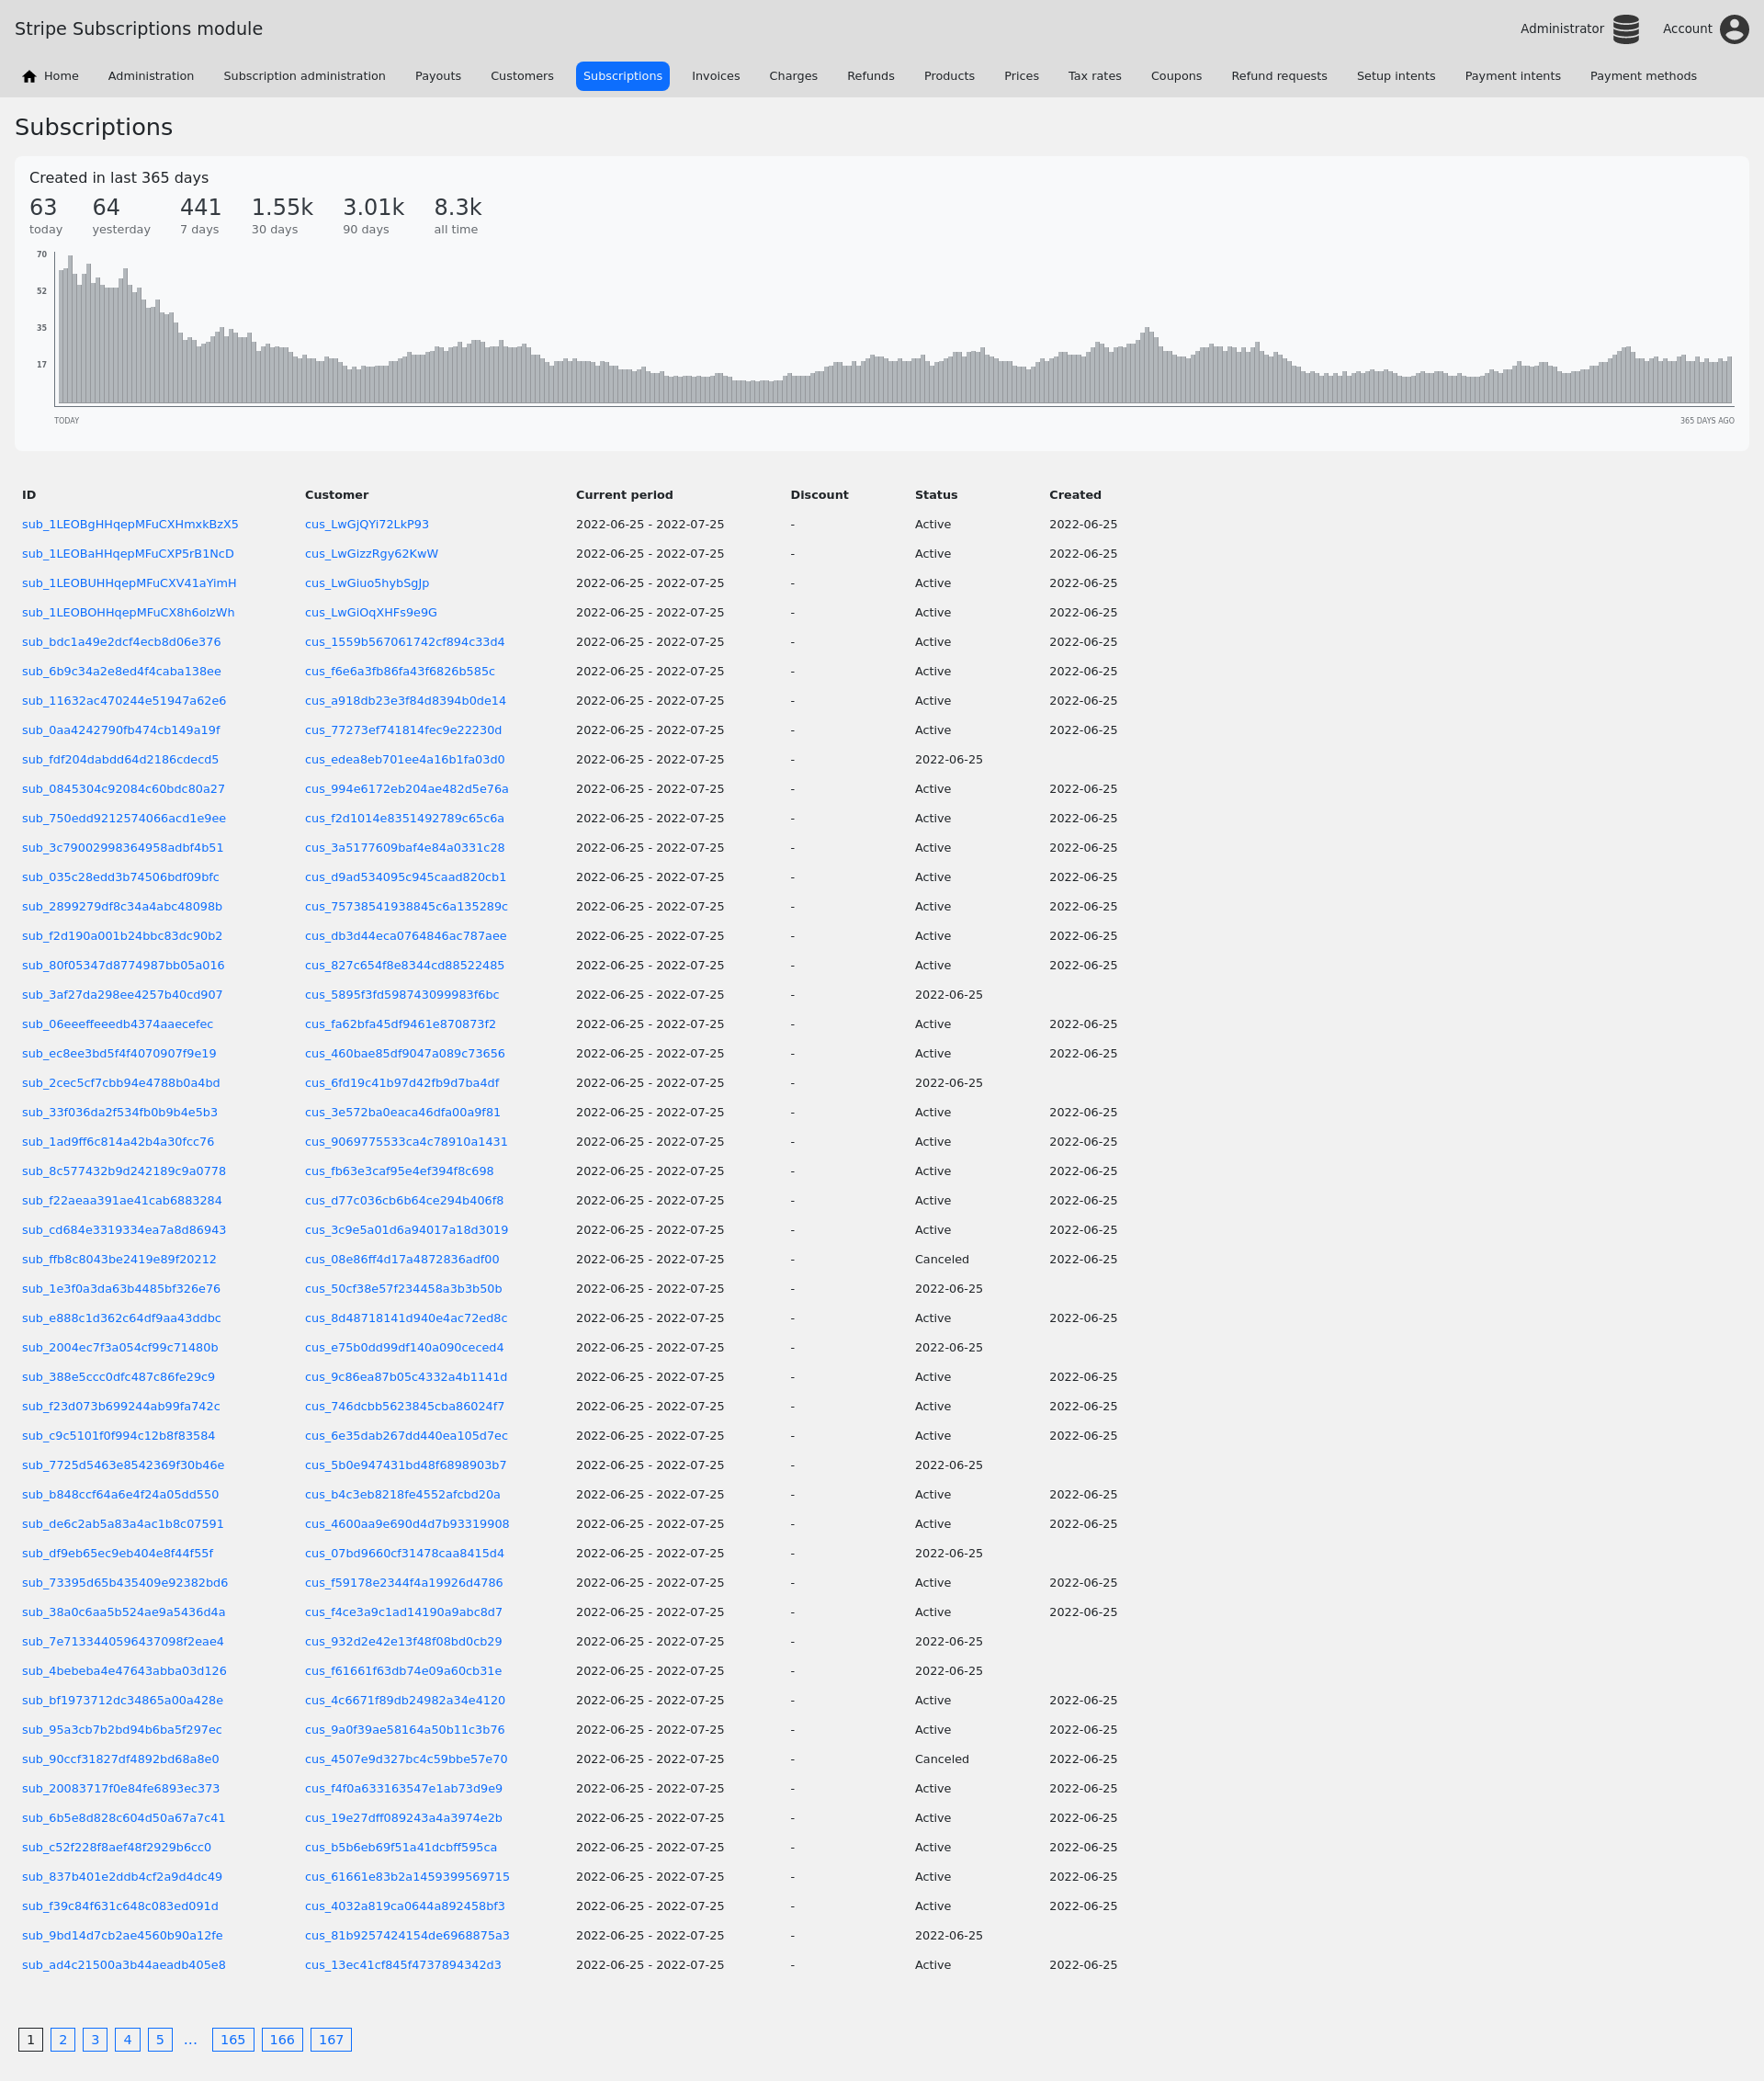 Stripe Subscriptions module
Administrator Account
Home Administration Subscription administration Payouts Customers Subscriptions Invoices Charges Refunds Products Prices Tax rates Coupons Refund requests Setup intents Payment intents Payment methods
Subscriptions
Created in last 365 days
63 64 441 1.55k 3.01k 8.3k
today yesterday 7 days 30 days 90 days all time
70
52
35
17
TODAY 365 DAYS AGO
ID Customer Current period Discount Status Created
sub_1LEOBgHHqepMFuCXHmxkBzX5 cus_LwGjQYi72LkP93 2022-06-25 - 2022-07-25 - Active 2022-06-25
sub_1LEOBaHHqepMFuCXP5rB1NcD cus_LwGizzRgy62KwW 2022-06-25 - 2022-07-25 - Active 2022-06-25
sub_1LEOBUHHqepMFuCXV41aYimH cus_LwGiuo5hybSgJp 2022-06-25 - 2022-07-25 - Active 2022-06-25
sub_1LEOBOHHqepMFuCX8h6olzWh cus_LwGiOqXHFs9e9G 2022-06-25 - 2022-07-25 - Active 2022-06-25
sub_bdc1a49e2dcf4ecb8d06e376 cus_1559b567061742cf894c33d4 2022-06-25 - 2022-07-25 - Active 2022-06-25
sub_6b9c34a2e8ed4f4caba138ee cus_f6e6a3fb86fa43f6826b585c 2022-06-25 - 2022-07-25 - Active 2022-06-25
sub_11632ac470244e51947a62e6 cus_a918db23e3f84d8394b0de14 2022-06-25 - 2022-07-25 - Active 2022-06-25
sub_0aa4242790fb474cb149a19f cus_77273ef741814fec9e22230d 2022-06-25 - 2022-07-25 - Active 2022-06-25
sub_fdf204dabdd64d2186cdecd5 cus_edea8eb701ee4a16b1fa03d0 2022-06-25 - 2022-07-25 - 2022-06-25
sub_0845304c92084c60bdc80a27 cus_994e6172eb204ae482d5e76a 2022-06-25 - 2022-07-25 - Active 2022-06-25
sub_750edd9212574066acd1e9ee cus_f2d1014e8351492789c65c6a 2022-06-25 - 2022-07-25 - Active 2022-06-25
sub_3c79002998364958adbf4b51 cus_3a5177609baf4e84a0331c28 2022-06-25 - 2022-07-25 - Active 2022-06-25
sub_035c28edd3b74506bdf09bfc cus_d9ad534095c945caad820cb1 2022-06-25 - 2022-07-25 - Active 2022-06-25
sub_2899279df8c34a4abc48098b cus_75738541938845c6a135289c 2022-06-25 - 2022-07-25 - Active 2022-06-25
sub_f2d190a001b24bbc83dc90b2 cus_db3d44eca0764846ac787aee 2022-06-25 - 2022-07-25 - Active 2022-06-25
sub_80f05347d8774987bb05a016 cus_827c654f8e8344cd88522485 2022-06-25 - 2022-07-25 - Active 2022-06-25
sub_3af27da298ee4257b40cd907 cus_5895f3fd598743099983f6bc 2022-06-25 - 2022-07-25 - 2022-06-25
sub_06eeeffeeedb4374aaecefec cus_fa62bfa45df9461e870873f2 2022-06-25 - 2022-07-25 - Active 2022-06-25
sub_ec8ee3bd5f4f4070907f9e19 cus_460bae85df9047a089c73656 2022-06-25 - 2022-07-25 - Active 2022-06-25
sub_2cec5cf7cbb94e4788b0a4bd cus_6fd19c41b97d42fb9d7ba4df 2022-06-25 - 2022-07-25 - 2022-06-25
sub_33f036da2f534fb0b9b4e5b3 cus_3e572ba0eaca46dfa00a9f81 2022-06-25 - 2022-07-25 - Active 2022-06-25
sub_1ad9ff6c814a42b4a30fcc76 cus_9069775533ca4c78910a1431 2022-06-25 - 2022-07-25 - Active 2022-06-25
sub_8c577432b9d242189c9a0778 cus_fb63e3caf95e4ef394f8c698 2022-06-25 - 2022-07-25 - Active 2022-06-25
sub_f22aeaa391ae41cab6883284 cus_d77c036cb6b64ce294b406f8 2022-06-25 - 2022-07-25 - Active 2022-06-25
sub_cd684e3319334ea7a8d86943 cus_3c9e5a01d6a94017a18d3019 2022-06-25 - 2022-07-25 - Active 2022-06-25
sub_ffb8c8043be2419e89f20212 cus_08e86ff4d17a4872836adf00 2022-06-25 - 2022-07-25 - Canceled 2022-06-25
sub_1e3f0a3da63b4485bf326e76 cus_50cf38e57f234458a3b3b50b 2022-06-25 - 2022-07-25 - 2022-06-25
sub_e888c1d362c64df9aa43ddbc cus_8d48718141d940e4ac72ed8c 2022-06-25 - 2022-07-25 - Active 2022-06-25
sub_2004ec7f3a054cf99c71480b cus_e75b0dd99df140a090ceced4 2022-06-25 - 2022-07-25 - 2022-06-25
sub_388e5ccc0dfc487c86fe29c9 cus_9c86ea87b05c4332a4b1141d 2022-06-25 - 2022-07-25 - Active 2022-06-25
sub_f23d073b699244ab99fa742c cus_746dcbb5623845cba86024f7 2022-06-25 - 2022-07-25 - Active 2022-06-25
sub_c9c5101f0f994c12b8f83584 cus_6e35dab267dd440ea105d7ec 2022-06-25 - 2022-07-25 - Active 2022-06-25
sub_7725d5463e8542369f30b46e cus_5b0e947431bd48f6898903b7 2022-06-25 - 2022-07-25 - 2022-06-25
sub_b848ccf64a6e4f24a05dd550 cus_b4c3eb8218fe4552afcbd20a 2022-06-25 - 2022-07-25 - Active 2022-06-25
sub_de6c2ab5a83a4ac1b8c07591 cus_4600aa9e690d4d7b93319908 2022-06-25 - 2022-07-25 - Active 2022-06-25
sub_df9eb65ec9eb404e8f44f55f cus_07bd9660cf31478caa8415d4 2022-06-25 - 2022-07-25 - 2022-06-25
sub_73395d65b435409e92382bd6 cus_f59178e2344f4a19926d4786 2022-06-25 - 2022-07-25 - Active 2022-06-25
sub_38a0c6aa5b524ae9a5436d4a cus_f4ce3a9c1ad14190a9abc8d7 2022-06-25 - 2022-07-25 - Active 2022-06-25
sub_7e7133440596437098f2eae4 cus_932d2e42e13f48f08bd0cb29 2022-06-25 - 2022-07-25 - 2022-06-25
sub_4bebeba4e47643abba03d126 cus_f61661f63db74e09a60cb31e 2022-06-25 - 2022-07-25 - 2022-06-25
sub_bf1973712dc34865a00a428e cus_4c6671f89db24982a34e4120 2022-06-25 - 2022-07-25 - Active 2022-06-25
sub_95a3cb7b2bd94b6ba5f297ec cus_9a0f39ae58164a50b11c3b76 2022-06-25 - 2022-07-25 - Active 2022-06-25
sub_90ccf31827df4892bd68a8e0 cus_4507e9d327bc4c59bbe57e70 2022-06-25 - 2022-07-25 - Canceled 2022-06-25
sub_20083717f0e84fe6893ec373 cus_f4f0a633163547e1ab73d9e9 2022-06-25 - 2022-07-25 - Active 2022-06-25
sub_6b5e8d828c604d50a67a7c41 cus_19e27dff089243a4a3974e2b 2022-06-25 - 2022-07-25 - Active 2022-06-25
sub_c52f228f8aef48f2929b6cc0 cus_b5b6eb69f51a41dcbff595ca 2022-06-25 - 2022-07-25 - Active 2022-06-25
sub_837b401e2ddb4cf2a9d4dc49 cus_61661e83b2a1459399569715 2022-06-25 - 2022-07-25 - Active 2022-06-25
sub_f39c84f631c648c083ed091d cus_4032a819ca0644a892458bf3 2022-06-25 - 2022-07-25 - Active 2022-06-25
sub_9bd14d7cb2ae4560b90a12fe cus_81b9257424154de6968875a3 2022-06-25 - 2022-07-25 - 2022-06-25
sub_ad4c21500a3b44aeadb405e8 cus_13ec41cf845f4737894342d3 2022-06-25 - 2022-07-25 - Active 2022-06-25
1 2 3 4 5 ... 165 166 167